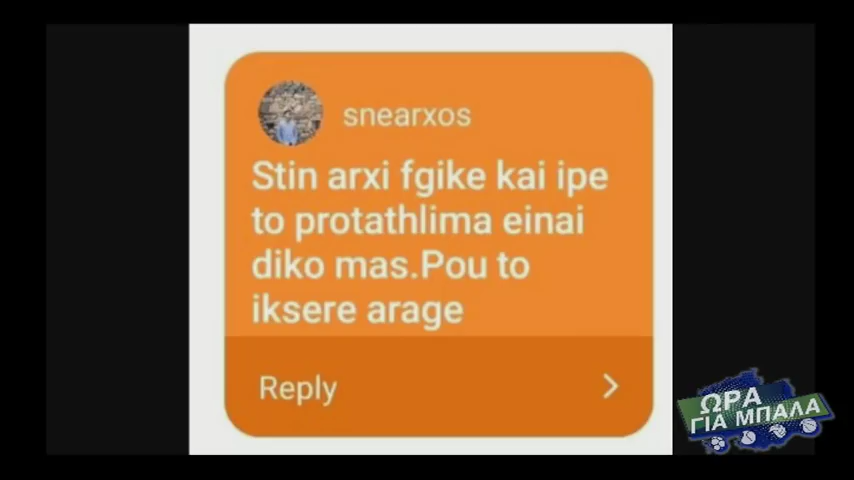 snearxos
Stin arxi fgike kai ipe
to protathlima einai
diko mas.Pou to
iksere arage
Reply
ΩΡΑ
ΓΙΑ ΜΠΑΛΑ